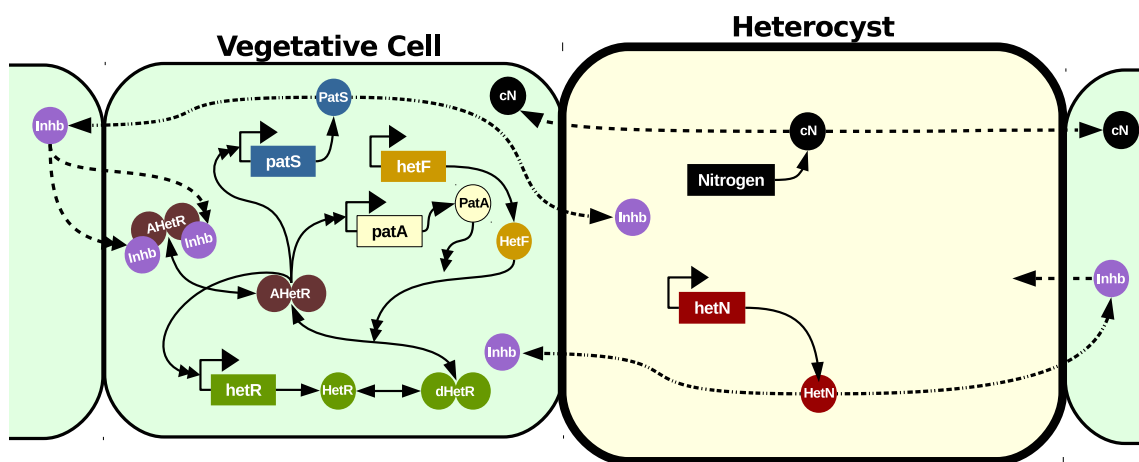 Vegetative Cell
Heterocyst
cN
PatS
Inhb
cN
cN
patS
hetF
Nitrogen
PatA
AHetR
Inhb
Inhb
patA
HetF
Inhb
AHetR
Inhb
hetN
Inhb
hetR
HetR
dHetR
HetN